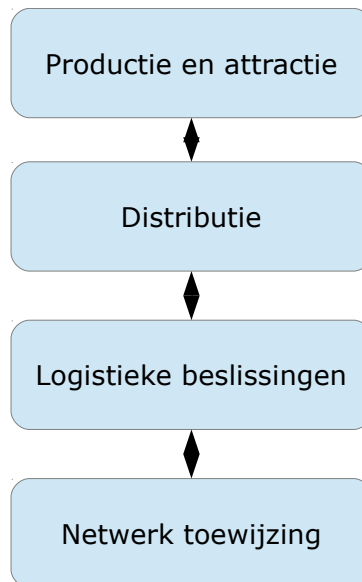 Productie en attractie
Distributie
Logistieke beslissingen
Netwerk toewijzing